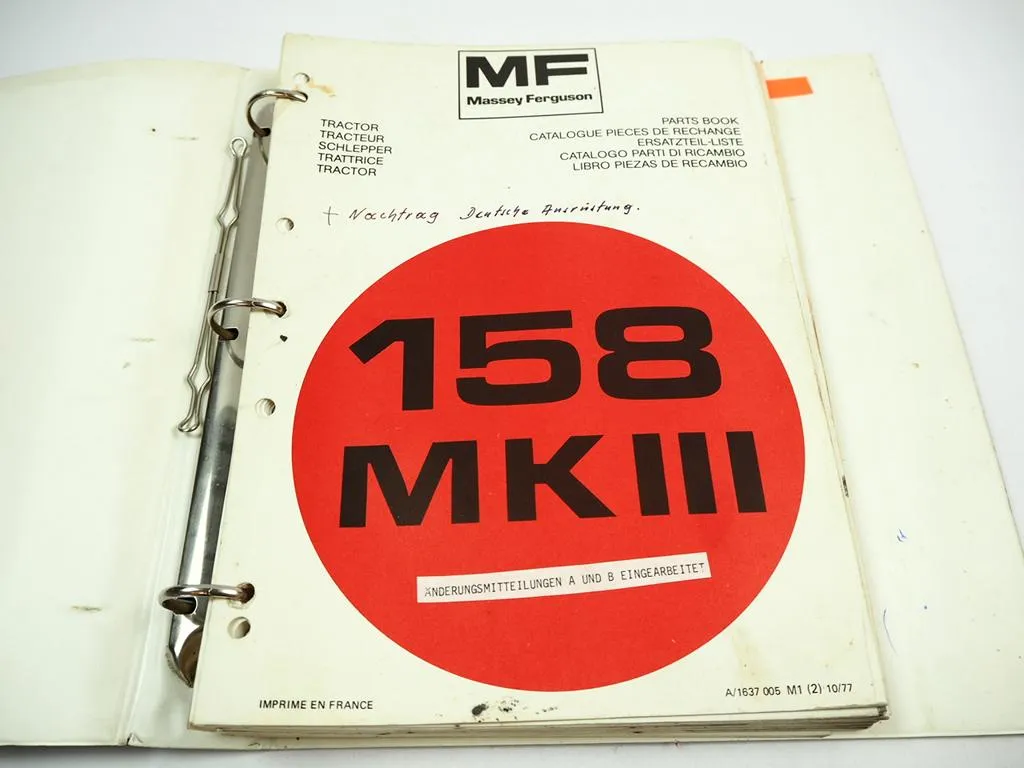 MF
Massey Ferguson
TRACTOR
TRACTEUR
SCHLEPPER
TRATTRICE
TRACTOR
PARTS BOOK
CATALOGUE PIECES DE RECHANGE
ERSATZTEIL-LISTE
CATALOGO PARTI DI RICAMBIO
LIBRO PIEZAS DE RECAMBIO
+ Nachtrag Deutsche Ausrüstung.
158
MK III
ÄNDERUNGSMITTEILUNGEN A UND B EINGEARBEITET
IMPRIME EN FRANCE
A/1637 005 M1 (2) 10/77